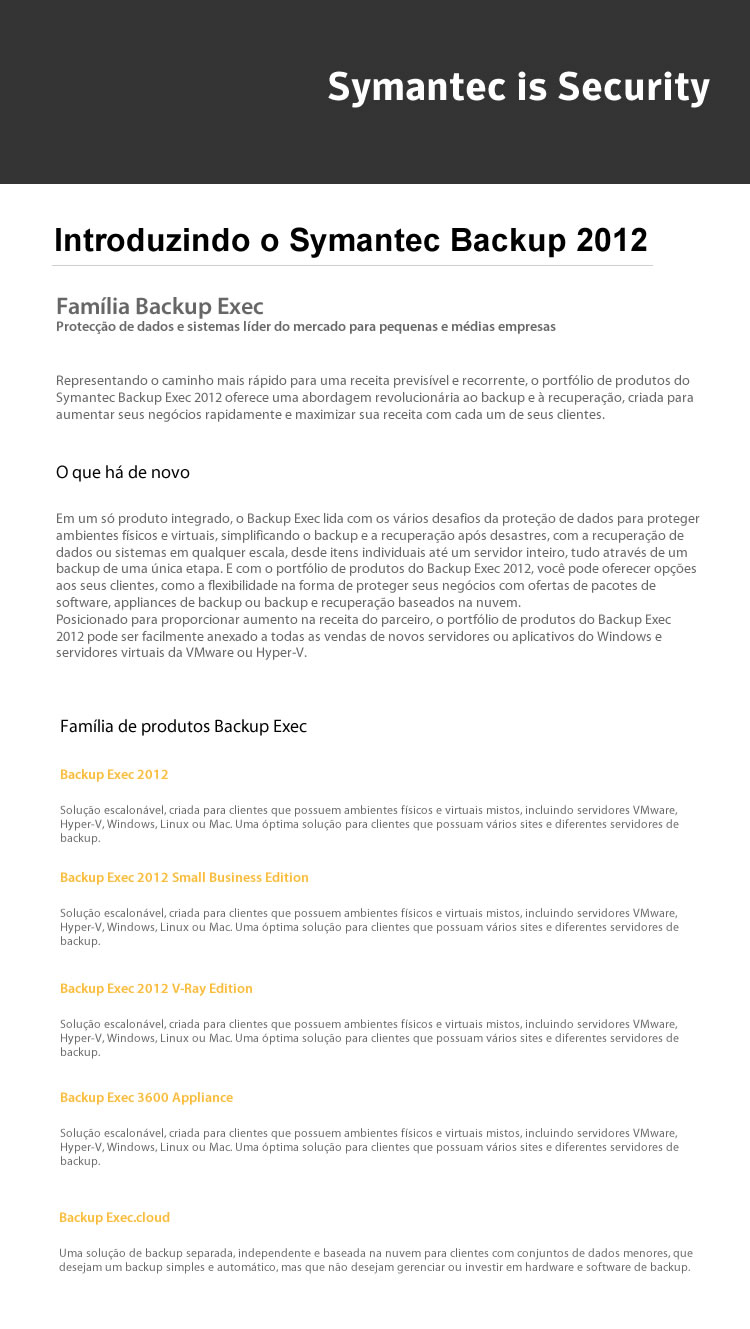 Symantec is Security
Introduzindo o Symantec Backup 2012
Família Backup Exec
Protecção de dados e sistemas líder do mercado para pequenas e médias empresas
Representando o caminho mais rápido para uma receita previsível e recorrente, o portfólio de produtos do
Symantec Backup Exec 2012 oferece uma abordagem revolucionária ao backup e à recuperação, criada para
aumentar seus negócios rapidamente e maximizar sua receita com cada um de seus clientes.
O que há de novo
Em um só produto integrado, o Backup Exec lida com os vários desafios da proteção de dados para proteger
ambientes físicos e virtuais, simplificando o backup e a recuperação após desastres, com a recuperação de
dados ou sistemas em qualquer escala, desde itens individuais até um servidor inteiro, tudo através de um
backup de uma única etapa. E com o portfólio de produtos do Backup Exec 2012, você pode oferecer opções
aos seus clientes, como a flexibilidade na forma de proteger seus negócios com ofertas de pacotes de
software, appliances de backup ou backup e recuperação baseados na nuvem.
Posicionado para proporcionar aumento na receita do parceiro, o portfólio de produtos do Backup Exec
2012 pode ser facilmente anexado a todas as vendas de novos servidores ou aplicativos do Windows e
servidores virtuais da VMware ou Hyper-V.
Família de produtos Backup Exec
Backup Exec 2012
Solução escalonável, criada para clientes que possuem ambientes físicos e virtuais mistos, incluindo servidores VMware,
Hyper-V, Windows, Linux ou Mac. Uma óptima solução para clientes que possuam vários sites e diferentes servidores de
backup.
Backup Exec 2012 Small Business Edition
Solução escalonável, criada para clientes que possuem ambientes físicos e virtuais mistos, incluindo servidores VMware,
Hyper-V, Windows, Linux ou Mac. Uma óptima solução para clientes que possuam vários sites e diferentes servidores de
backup.
Backup Exec 2012 V-Ray Edition
Solução escalonável, criada para clientes que possuem ambientes físicos e virtuais mistos, incluindo servidores VMware,
Hyper-V, Windows, Linux ou Mac. Uma óptima solução para clientes que possuam vários sites e diferentes servidores de
backup.
Backup Exec 3600 Appliance
Solução escalonável, criada para clientes que possuem ambientes físicos e virtuais mistos, incluindo servidores VMware,
Hyper-V, Windows, Linux ou Mac. Uma óptima solução para clientes que possuam vários sites e diferentes servidores de
backup.
Backup Exec.cloud
Uma solução de backup separada, independente e baseada na nuvem para clientes com conjuntos de dados menores, que
desejam um backup simples e automático, mas que não desejam gerenciar ou investir em hardware e software de backup.